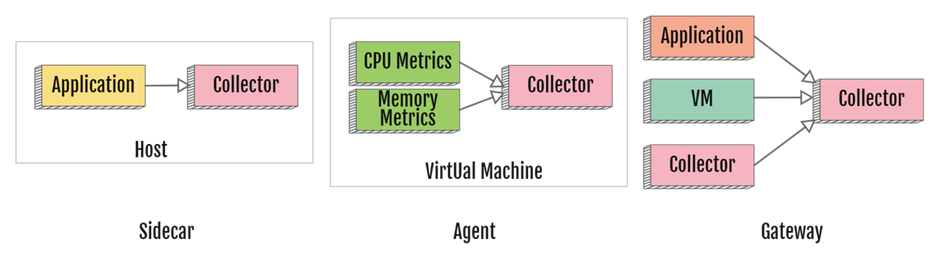 Application
Collector
Host
Sidecar
CPU Metrics
Memory
Metrics
Collector
VirtUal Machine
Agent
Application
VM
Collector
Collector
Gateway